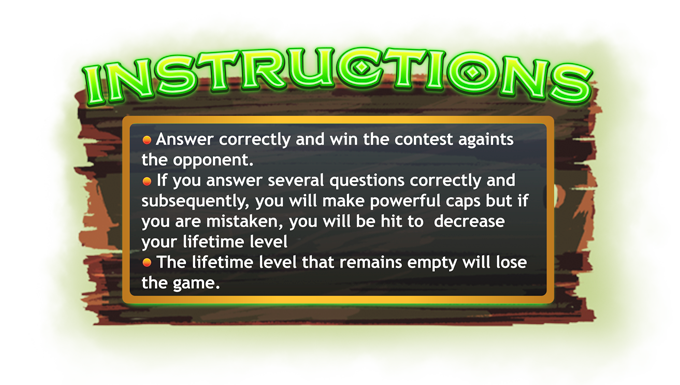 INSTRUCTIONS
Answer correctly and win the contest againts
the opponent.
If you answer several questions correctly and
subsequently, you will make powerful caps but if
you are mistaken, you will be hit to decrease
your lifetime level
The lifetime level that remains empty will lose
the game.